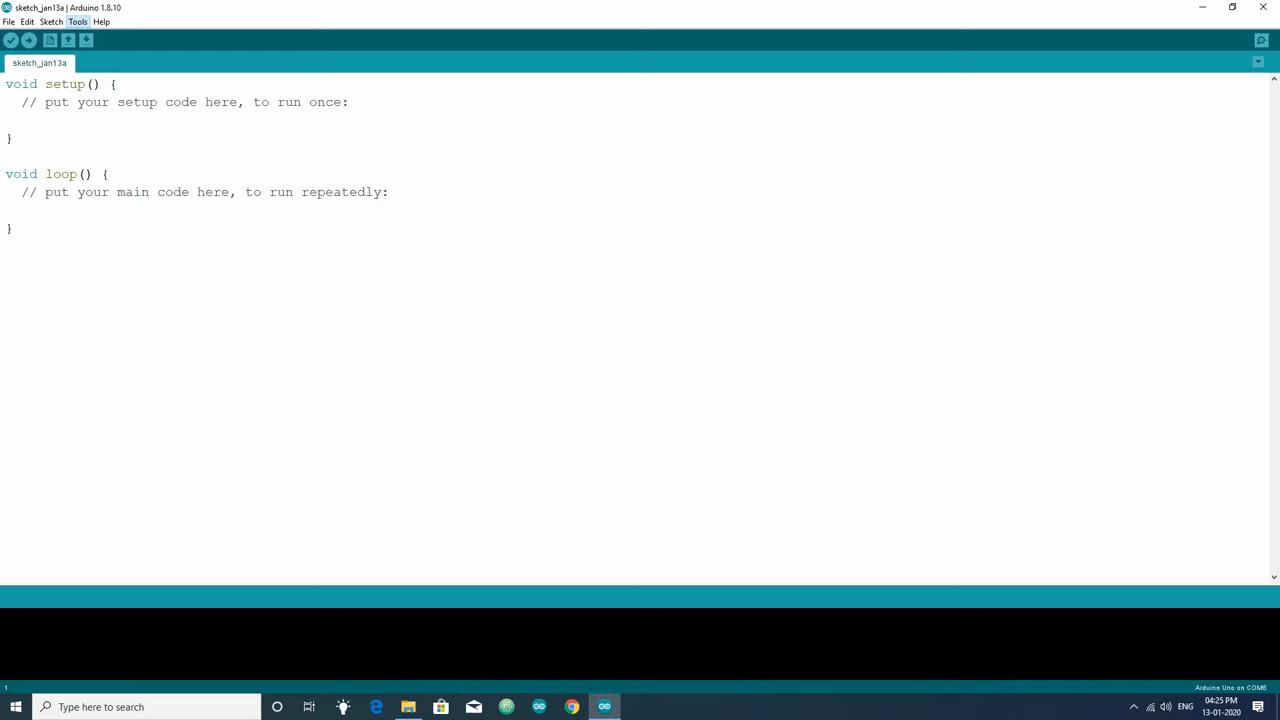 sketch_jan13a | Arduino 1.8.10
File Edit Sketch Tools Help
sketch_jan13a
void setup() {
// put your setup code here, to run once:
}
void loop() {
// put your main code here, to run repeatedly:
}
1
Arduino Uno on COM6
Type here to search
ENG
04:25 PM
13-01-2020